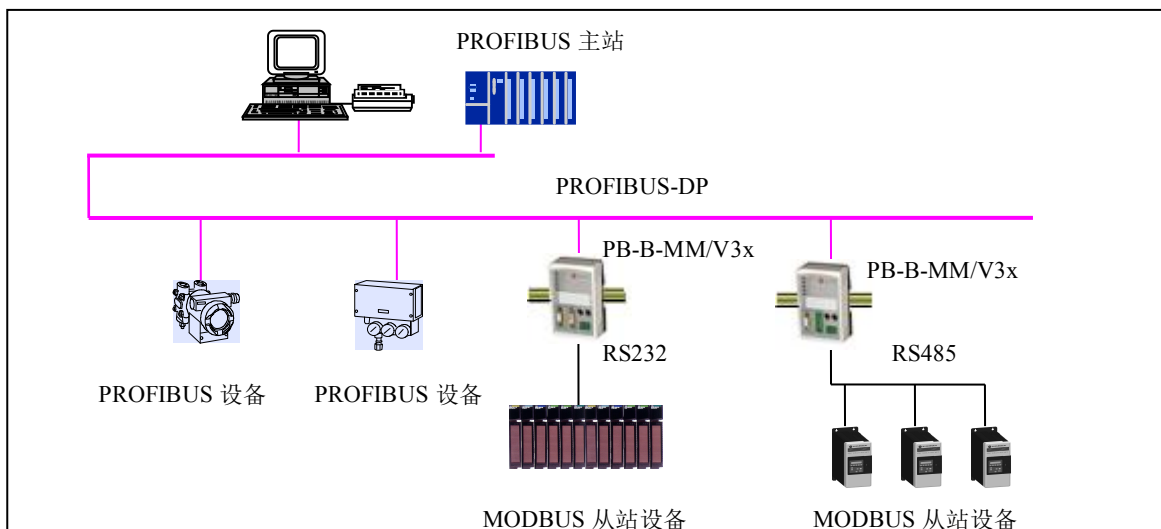 PROFIBUS 主站
PROFIBUS-DP
PB-B-MM/V3x
PB-B-MM/V3x
RS232
RS485
PROFIBUS 设备
PROFIBUS 设备
MODBUS 从站设备
MODBUS 从站设备